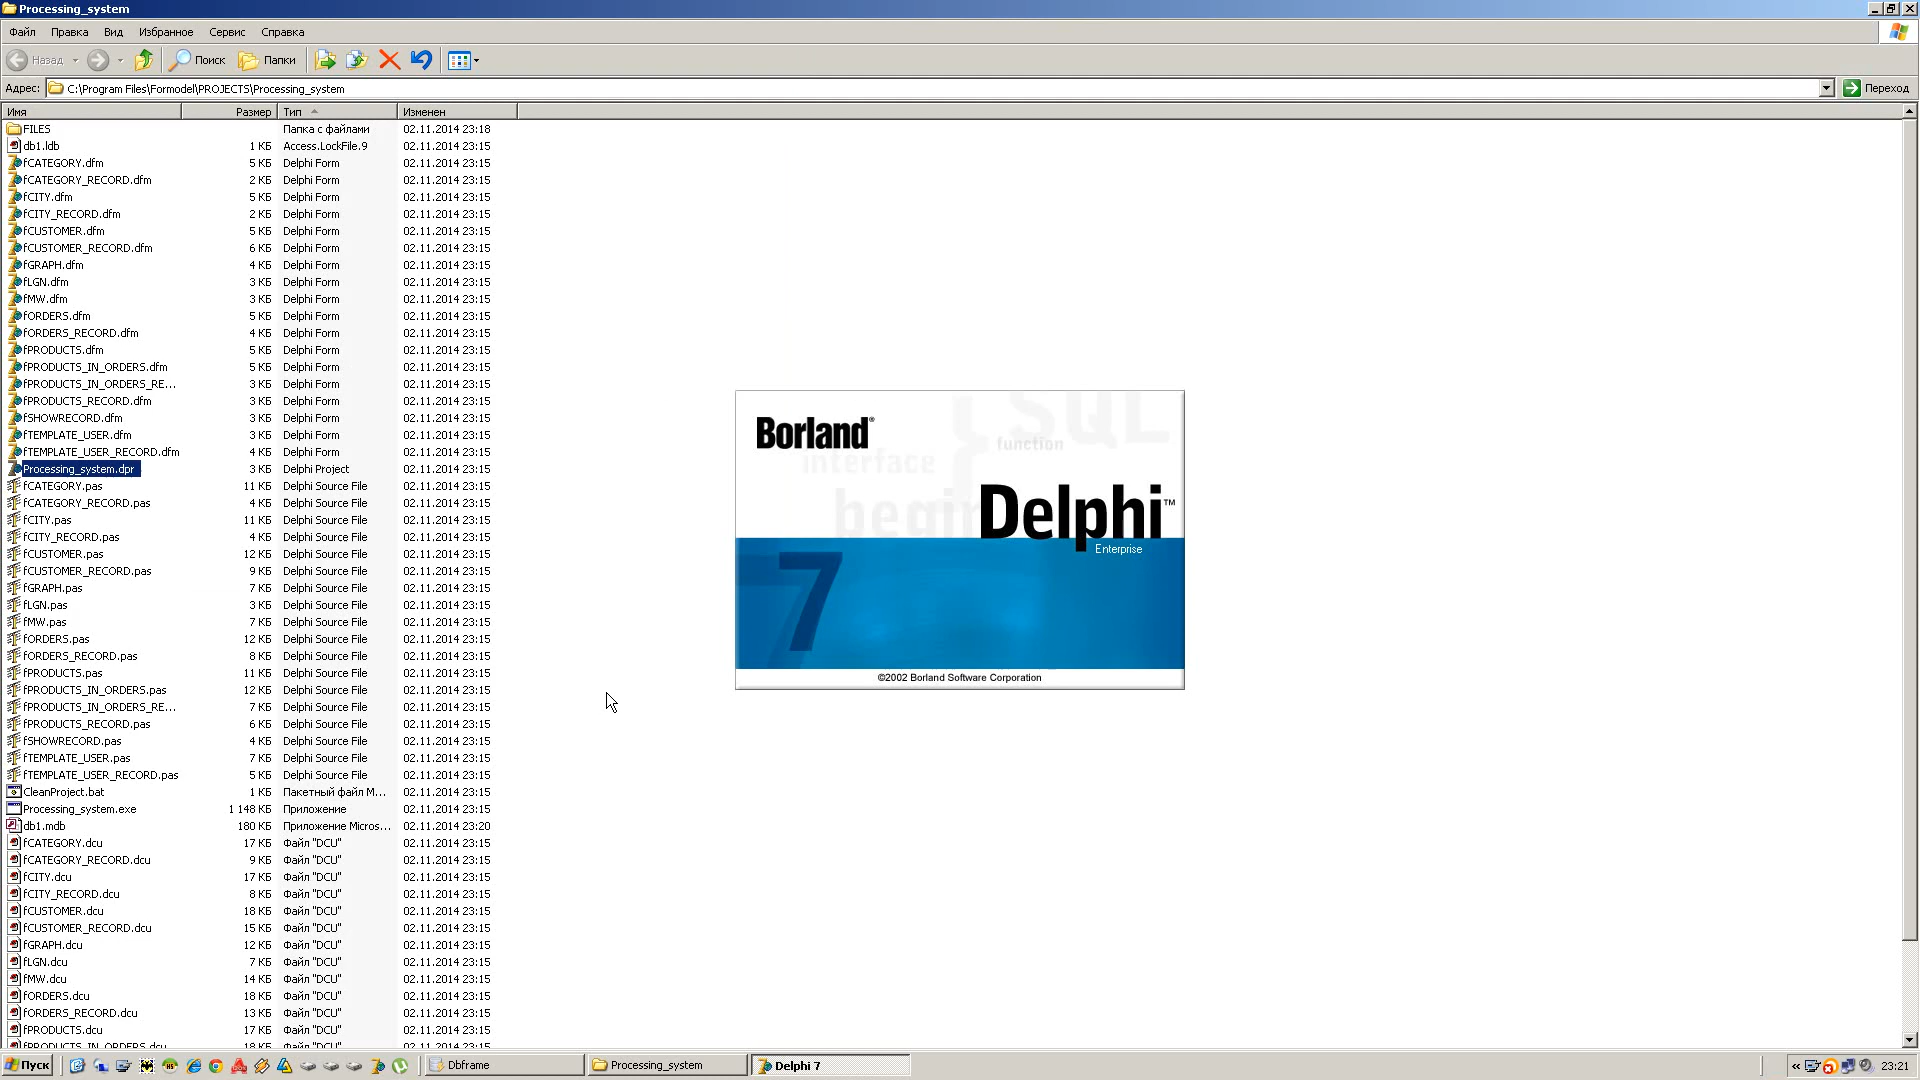 Processing_system
Файл Правка Вид Избранное Сервис Справка
Назад Поиск Папки
Адрес: C:\Program Files\Formodel\PROJECTS\Processing_system Переход
Имя Размер Тип Изменен
FILES Папка с файлами 02.11.2014 23:18
db1.ldb 1 КБ Access.LockFile.9 02.11.2014 23:15
fCATEGORY.dfm 5 КБ Delphi Form 02.11.2014 23:15
fCATEGORY_RECORD.dfm 2 КБ Delphi Form 02.11.2014 23:15
fCITY.dfm 5 КБ Delphi Form 02.11.2014 23:15
fCITY_RECORD.dfm 2 КБ Delphi Form 02.11.2014 23:15
fCUSTOMER.dfm 5 КБ Delphi Form 02.11.2014 23:15
fCUSTOMER_RECORD.dfm 6 КБ Delphi Form 02.11.2014 23:15
fGRAPH.dfm 4 КБ Delphi Form 02.11.2014 23:15
fLGN.dfm 3 КБ Delphi Form 02.11.2014 23:15
fMW.dfm 3 КБ Delphi Form 02.11.2014 23:15
fORDERS.dfm 5 КБ Delphi Form 02.11.2014 23:15
fORDERS_RECORD.dfm 4 КБ Delphi Form 02.11.2014 23:15
fPRODUCTS.dfm 5 КБ Delphi Form 02.11.2014 23:15
fPRODUCTS_IN_ORDERS.dfm 5 КБ Delphi Form 02.11.2014 23:15
fPRODUCTS_IN_ORDERS_RE... 3 КБ Delphi Form 02.11.2014 23:15
fPRODUCTS_RECORD.dfm 3 КБ Delphi Form 02.11.2014 23:15
fSHOWRECORD.dfm 3 КБ Delphi Form 02.11.2014 23:15
fTEMPLATE_USER.dfm 3 КБ Delphi Form 02.11.2014 23:15
fTEMPLATE_USER_RECORD.dfm 4 КБ Delphi Form 02.11.2014 23:15
Processing_system.dpr 3 КБ Delphi Project 02.11.2014 23:15
fCATEGORY.pas 11 КБ Delphi Source File 02.11.2014 23:15
fCATEGORY_RECORD.pas 4 КБ Delphi Source File 02.11.2014 23:15
fCITY.pas 11 КБ Delphi Source File 02.11.2014 23:15
fCITY_RECORD.pas 4 КБ Delphi Source File 02.11.2014 23:15
fCUSTOMER.pas 12 КБ Delphi Source File 02.11.2014 23:15
fCUSTOMER_RECORD.pas 9 КБ Delphi Source File 02.11.2014 23:15
fGRAPH.pas 7 КБ Delphi Source File 02.11.2014 23:15
fLGN.pas 3 КБ Delphi Source File 02.11.2014 23:15
fMW.pas 7 КБ Delphi Source File 02.11.2014 23:15
fORDERS.pas 12 КБ Delphi Source File 02.11.2014 23:15
fORDERS_RECORD.pas 8 КБ Delphi Source File 02.11.2014 23:15
fPRODUCTS.pas 11 КБ Delphi Source File 02.11.2014 23:15
fPRODUCTS_IN_ORDERS.pas 12 КБ Delphi Source File 02.11.2014 23:15
fPRODUCTS_IN_ORDERS_RE... 7 КБ Delphi Source File 02.11.2014 23:15
fPRODUCTS_RECORD.pas 6 КБ Delphi Source File 02.11.2014 23:15
fSHOWRECORD.pas 4 КБ Delphi Source File 02.11.2014 23:15
fTEMPLATE_USER.pas 7 КБ Delphi Source File 02.11.2014 23:15
fTEMPLATE_USER_RECORD.pas 5 КБ Delphi Source File 02.11.2014 23:15
CleanProject.bat 1 КБ Пакетный файл M... 02.11.2014 23:15
Processing_system.exe 1 148 КБ Приложение 02.11.2014 23:15
db1.mdb 180 КБ Приложение Micros... 02.11.2014 23:20
fCATEGORY.dcu 17 КБ Файл "DCU" 02.11.2014 23:15
fCATEGORY_RECORD.dcu 9 КБ Файл "DCU" 02.11.2014 23:15
fCITY.dcu 17 КБ Файл "DCU" 02.11.2014 23:15
fCITY_RECORD.dcu 8 КБ Файл "DCU" 02.11.2014 23:15
fCUSTOMER.dcu 18 КБ Файл "DCU" 02.11.2014 23:15
fCUSTOMER_RECORD.dcu 15 КБ Файл "DCU" 02.11.2014 23:15
fGRAPH.dcu 12 КБ Файл "DCU" 02.11.2014 23:15
fLGN.dcu 7 КБ Файл "DCU" 02.11.2014 23:15
fMW.dcu 14 КБ Файл "DCU" 02.11.2014 23:15
fORDERS.dcu 18 КБ Файл "DCU" 02.11.2014 23:15
fORDERS_RECORD.dcu 13 КБ Файл "DCU" 02.11.2014 23:15
fPRODUCTS.dcu 17 КБ Файл "DCU" 02.11.2014 23:15
fPRODUCTS_IN_ORDERS.dcu 18 КБ Файл "DCU" 02.11.2014 23:15
SQL
Borland®
function
interface }
begin
Delphi™
Enterprise
7
©2002 Borland Software Corporation
Пуск Dbframe Processing_system Delphi 7 « 23:21